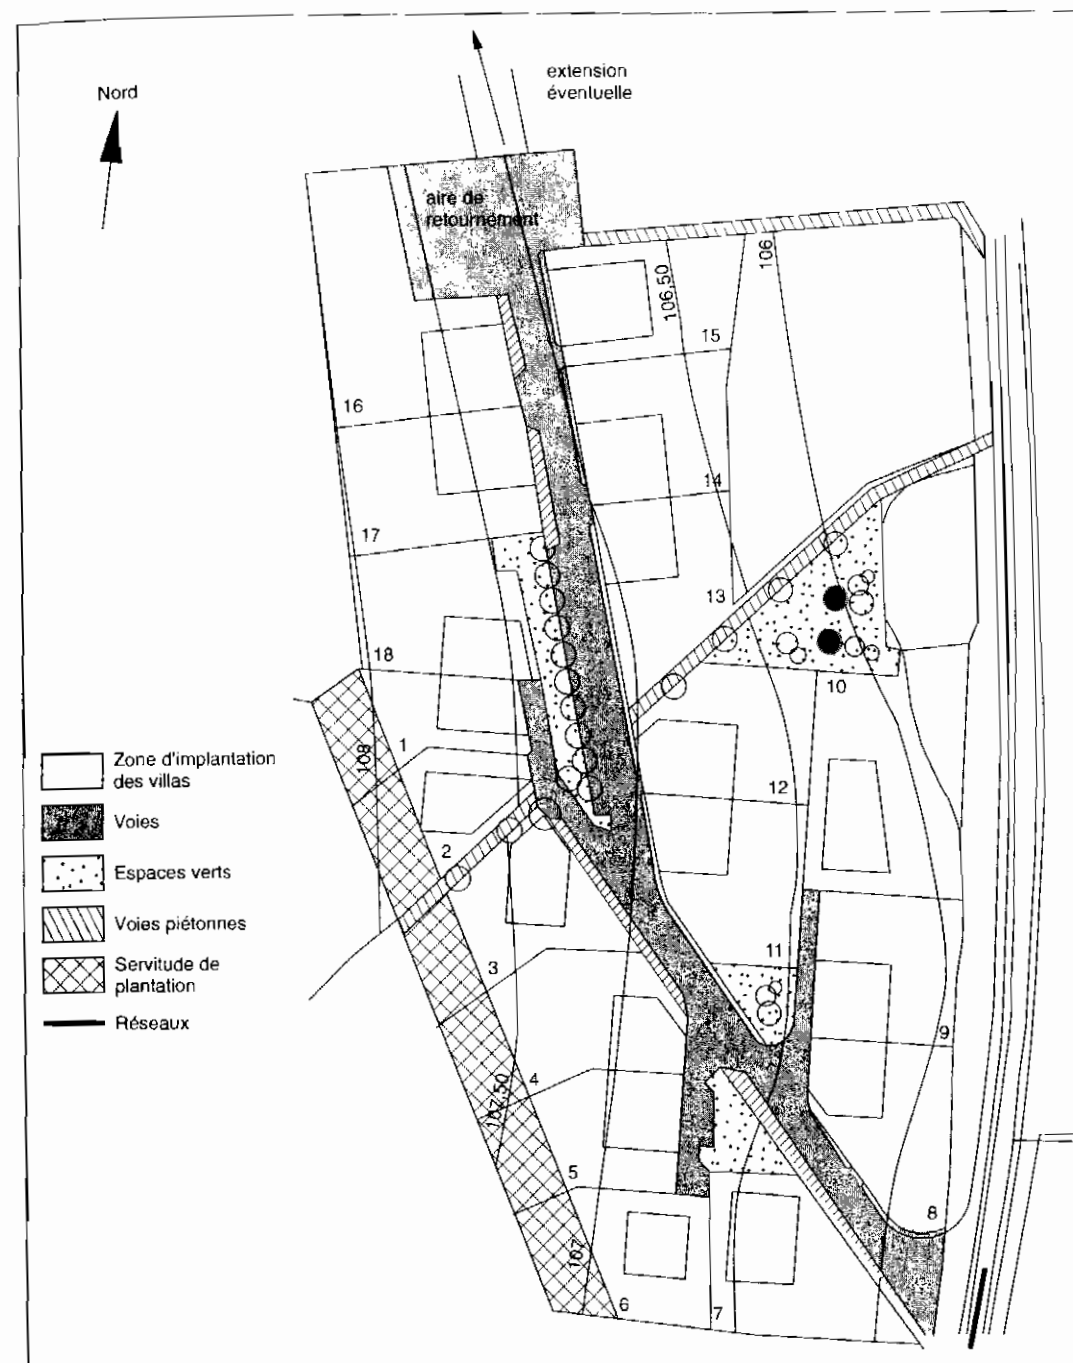 extension
éventuelle
Nord
aire de
retournement
106,50
106
15
16
14
17
13
18
10
108
1
12
2
11
3
9
4
107,50
5
8
107
6
7
Zone d'implantation
des villas
Voies
Espaces verts
Voies piétonnes
Servitude de
plantation
Réseaux